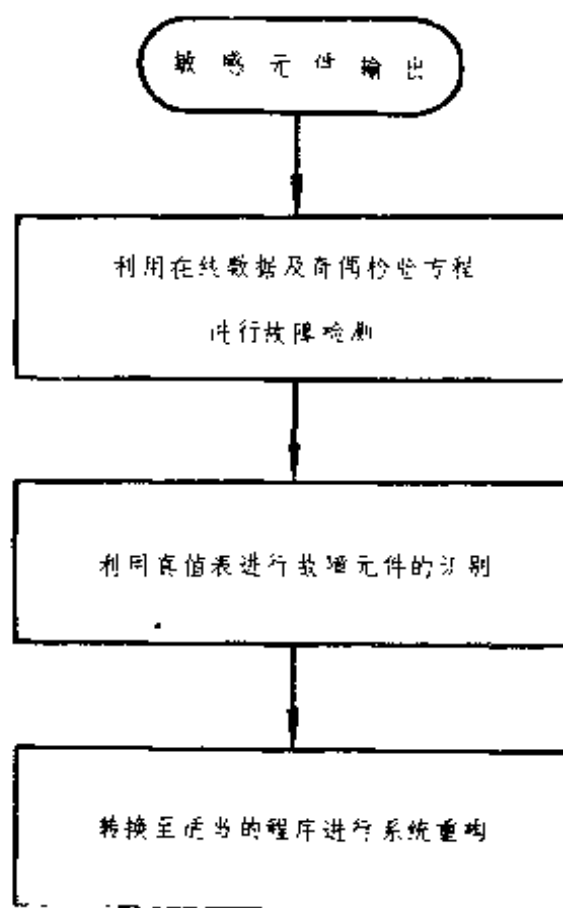 敏感元件输出
利用在线数据及奇偶检验方程
进行故障检测
利用真值表进行故障元件的识别
转换至适当的程序进行系统重构